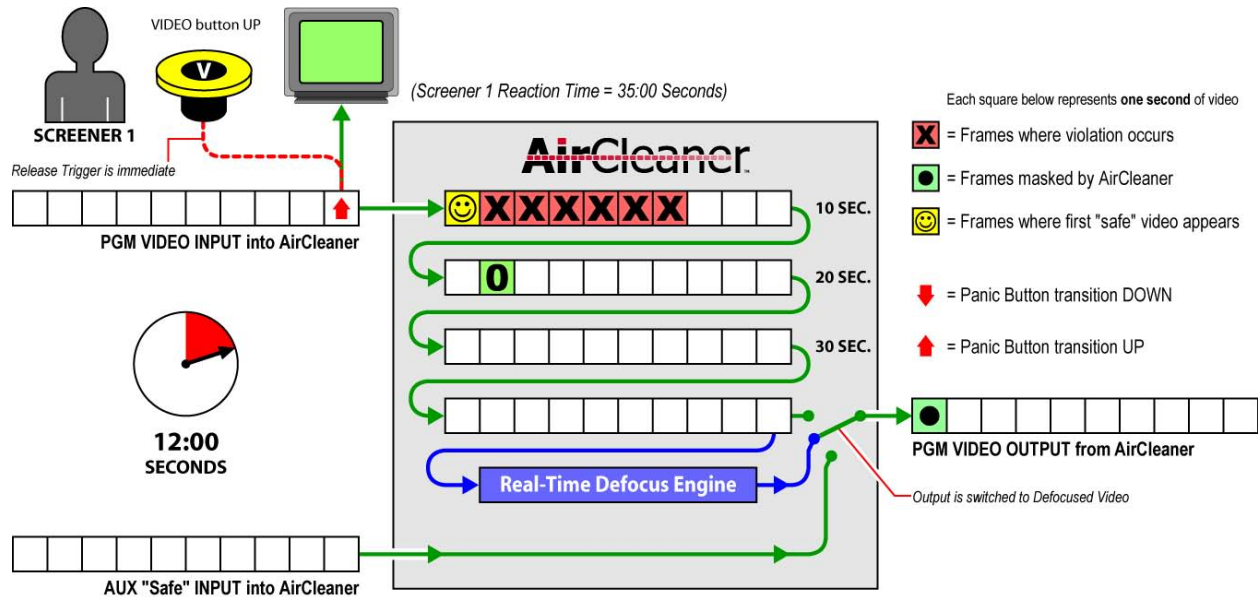 VIDEO button UP
V
SCREENER 1
Release Trigger is immediate
(Screener 1 Reaction Time = 35:00 Seconds)
Each square below represents one second of video
X = Frames where violation occurs
= Frames masked by AirCleaner
= Frames where first "safe" video appears
= Panic Button transition DOWN
= Panic Button transition UP
PGM VIDEO INPUT into AirCleaner
AirCleaner™
X X X X X X
10 SEC.
0
20 SEC.
30 SEC.
12:00
SECONDS
Real-Time Defocus Engine
PGM VIDEO OUTPUT from AirCleaner
Output is switched to Defocused Video
AUX "Safe" INPUT into AirCleaner